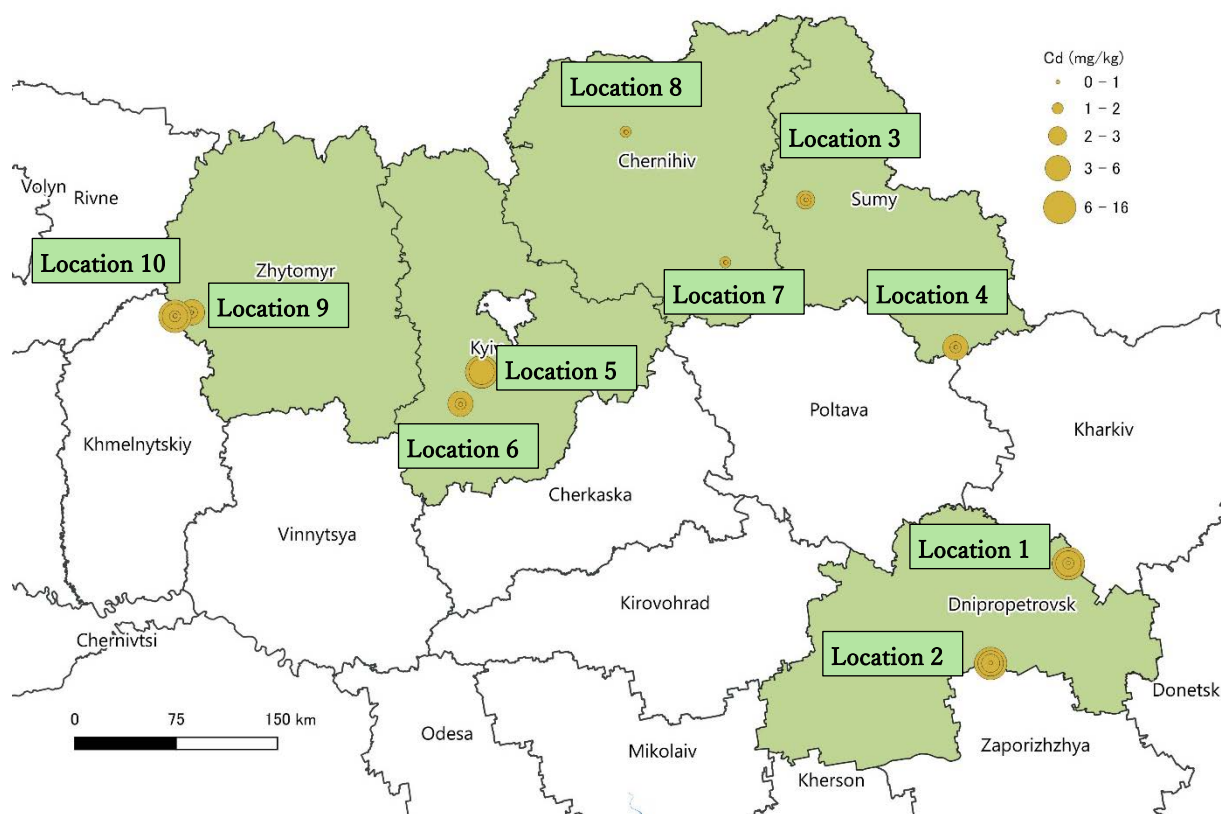 Cd (mg/kg)
0 – 1
1 – 2
2 – 3
3 – 6
6 – 16
Location 8
Location 3
Chernihiv
Volyn
Rivne
Sumy
Location 10
Zhytomyr
Location 9
Location 7
Location 4
Kyiv
Location 5
Poltava
Kharkiv
Khmelnytskiy
Location 6
Cherkaska
Vinnytsya
Location 1
Kirovohrad
Dnipropetrovsk
Chernivtsi
Location 2
Donetsk
0 75 150 km
Odesa
Mikolaiv
Zaporizhzhya
Kherson